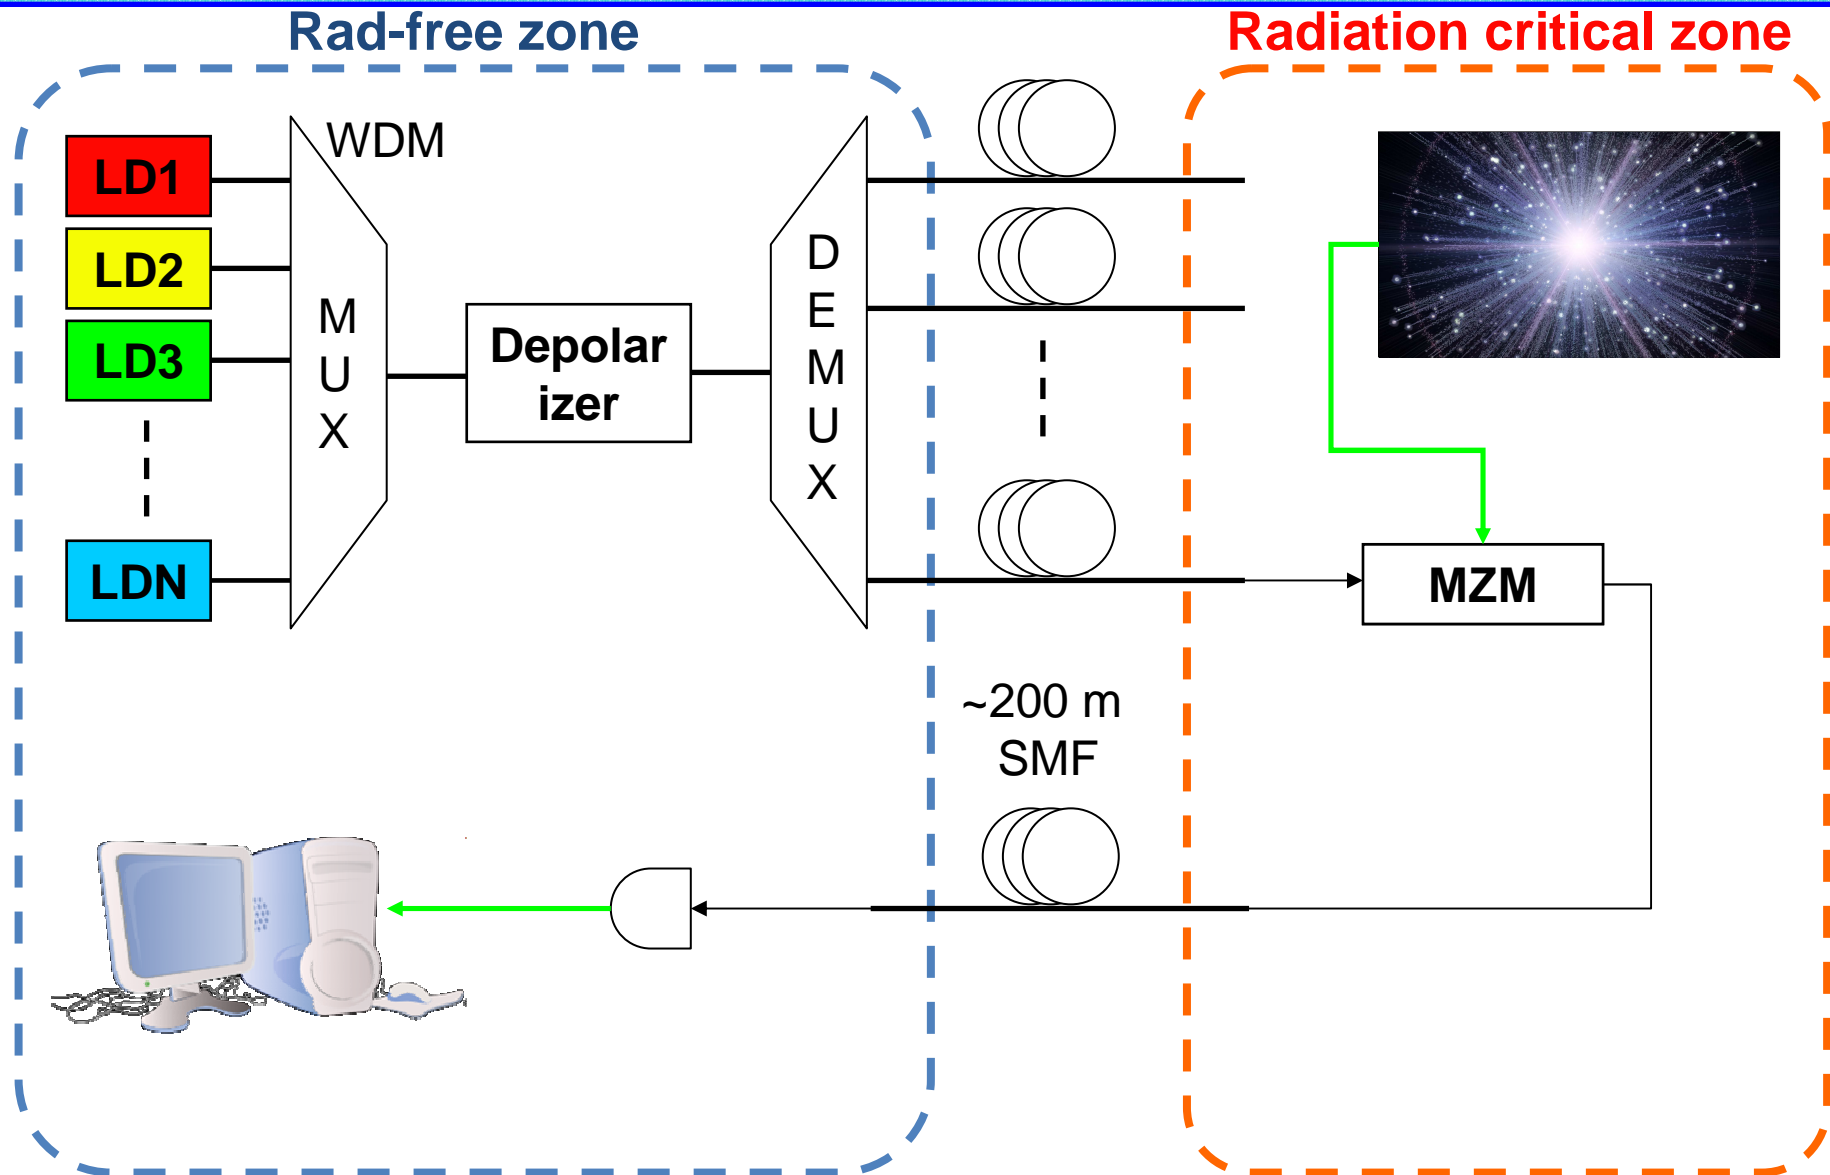 Rad-free zone
Radiation critical zone
WDM
LD1
LD2
LD3
LDN
M
U
X
Depolar
izer
D
E
M
U
X
MZM
~200 m
SMF